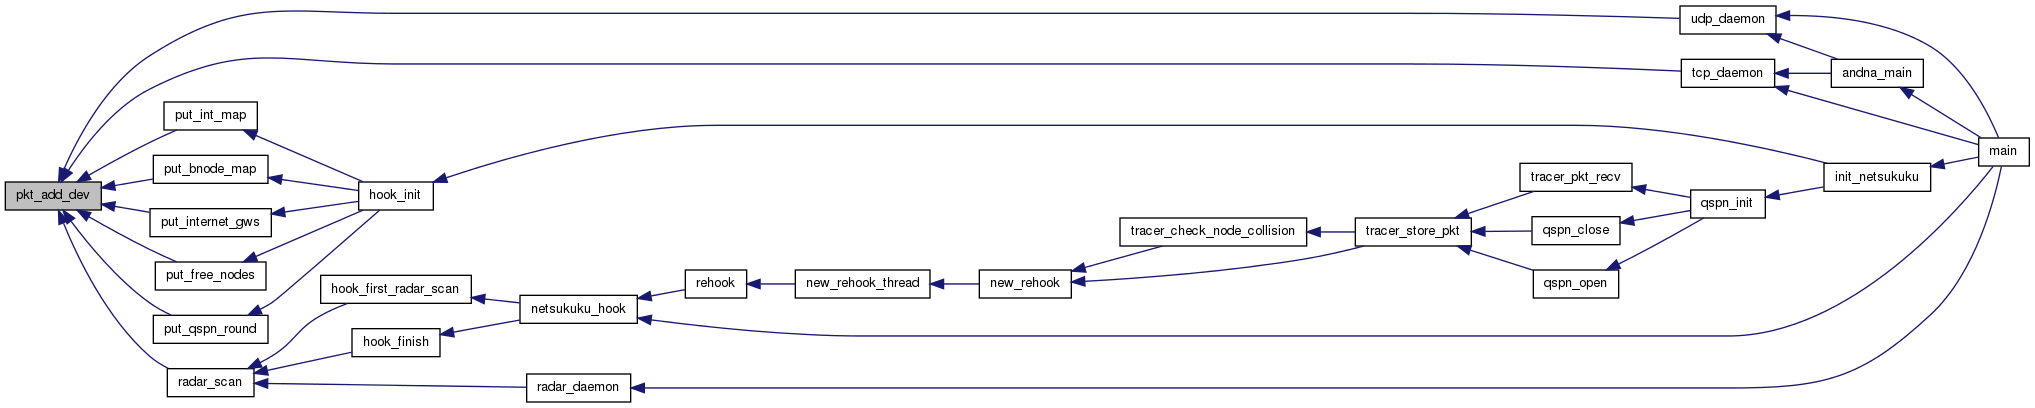 udp_daemon
tcp_daemon
andna_main
put_int_map
main
put_bnode_map
tracer_pkt_recv
init_netsukuku
pkt_add_dev
hook_init
qspn_init
put_internet_gws
tracer_check_node_collision
tracer_store_pkt
qspn_close
put_free_nodes
hook_first_radar_scan
rehook
new_rehook_thread
new_rehook
qspn_open
netsukuku_hook
put_qspn_round
hook_finish
radar_scan
radar_daemon